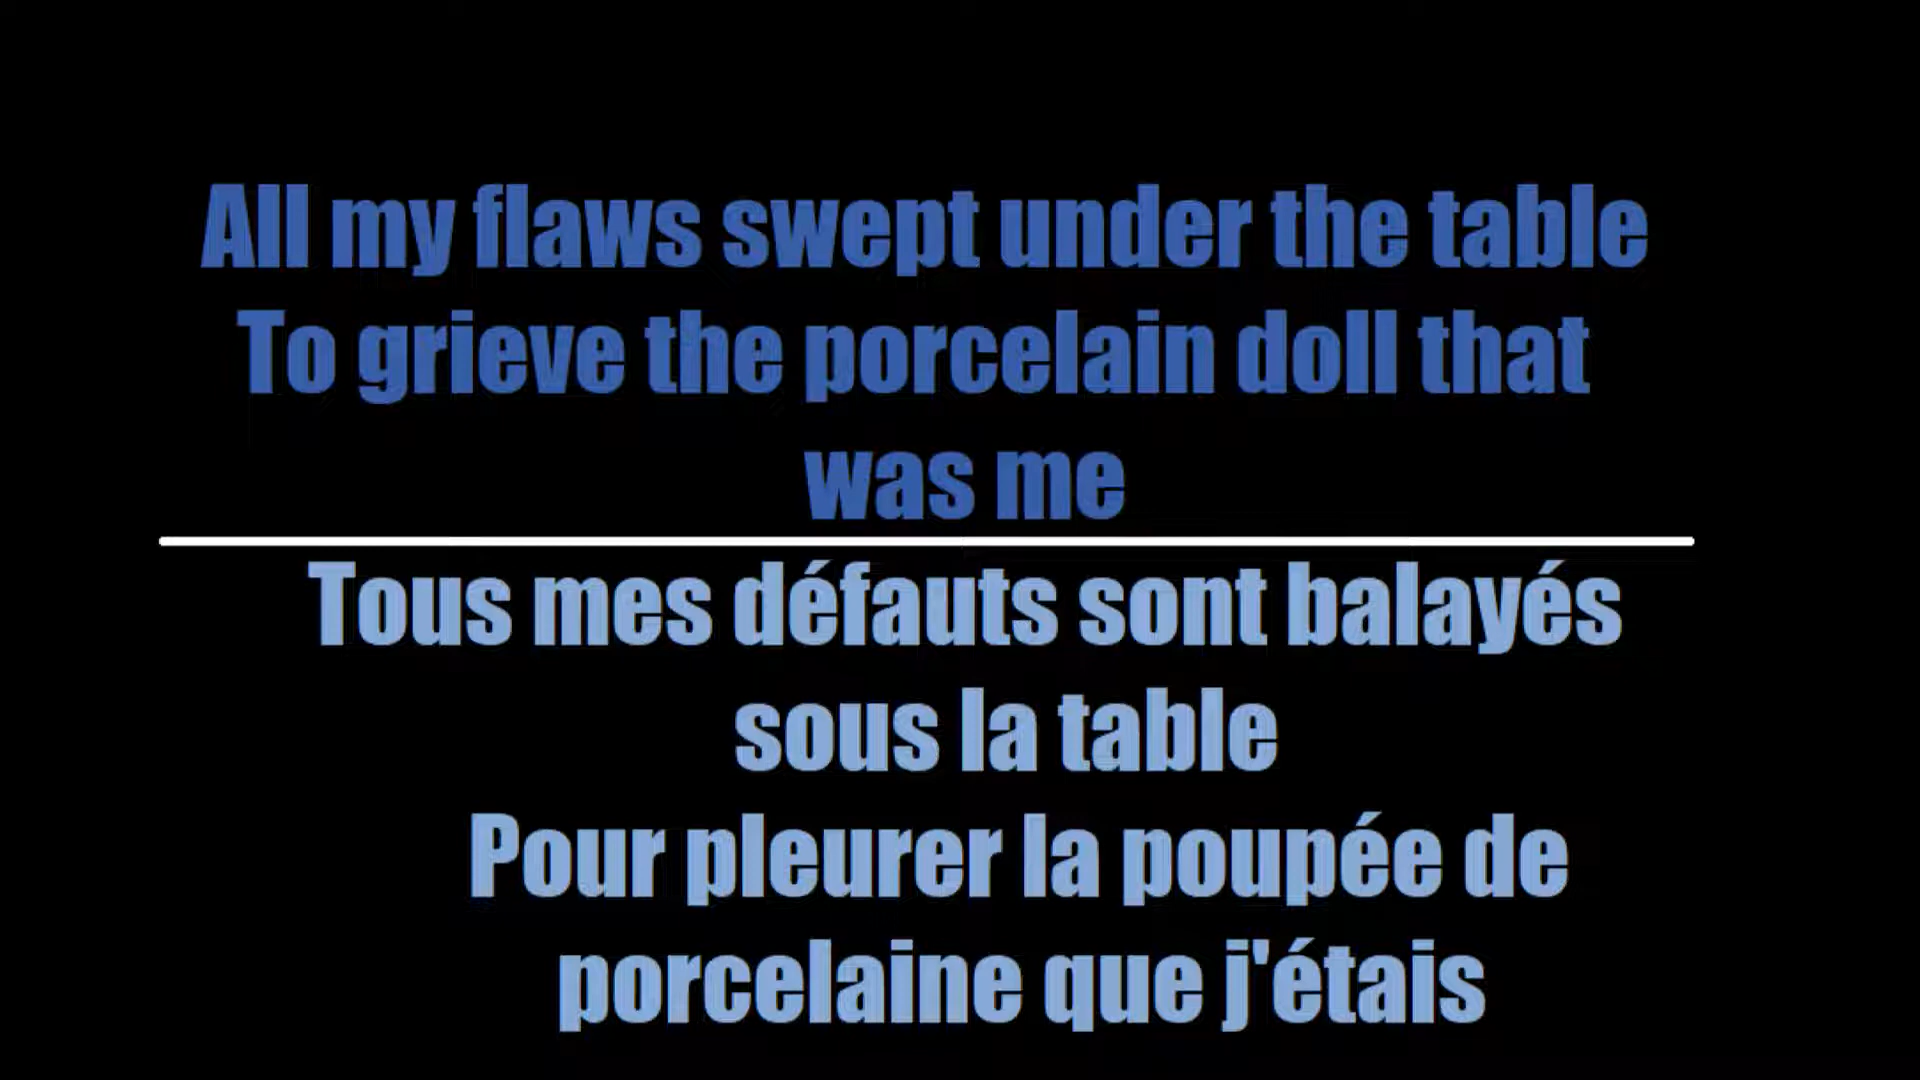 All my flaws swept under the table
To grieve the porcelain doll that
was me
Tous mes défauts sont balayés
sous la table
Pour pleurer la poupée de
porcelaine que j'étais